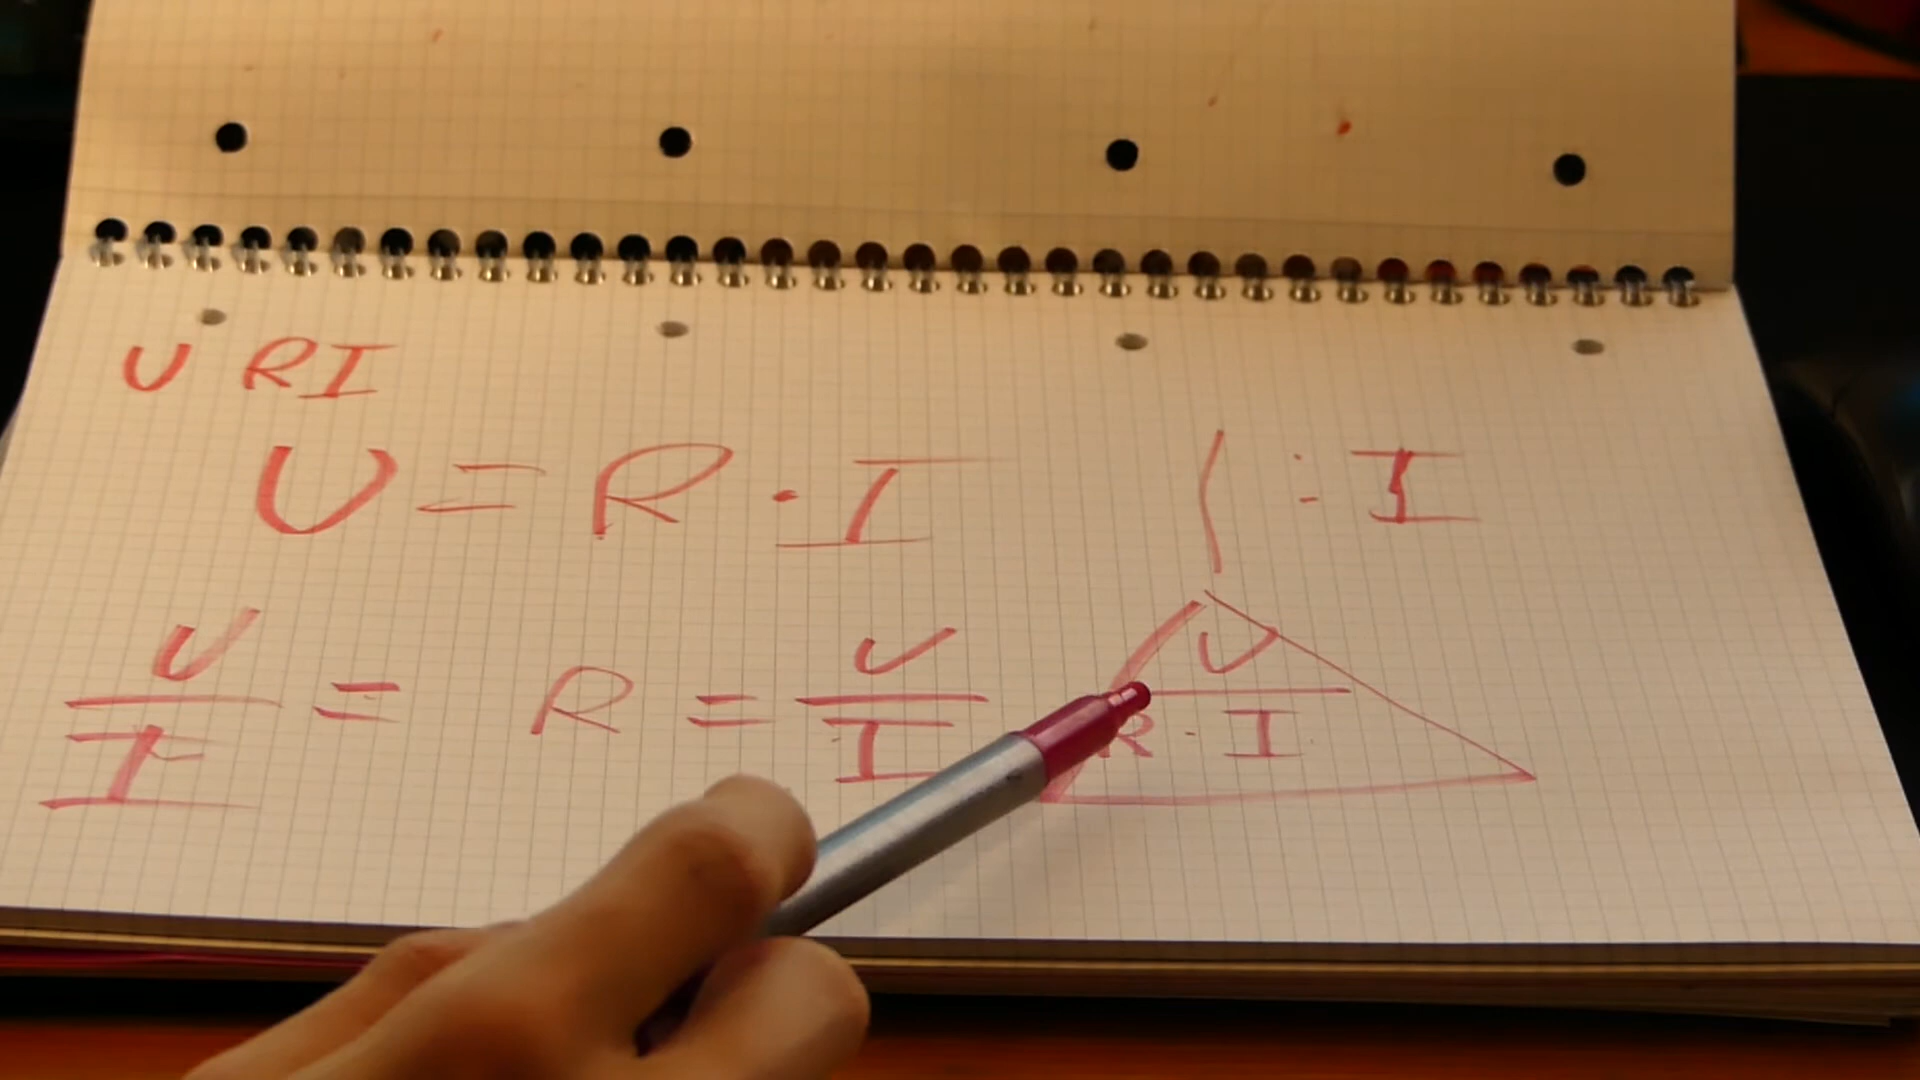 U RI
U = R · I | : I
U/I = R = U/I
U
R · I